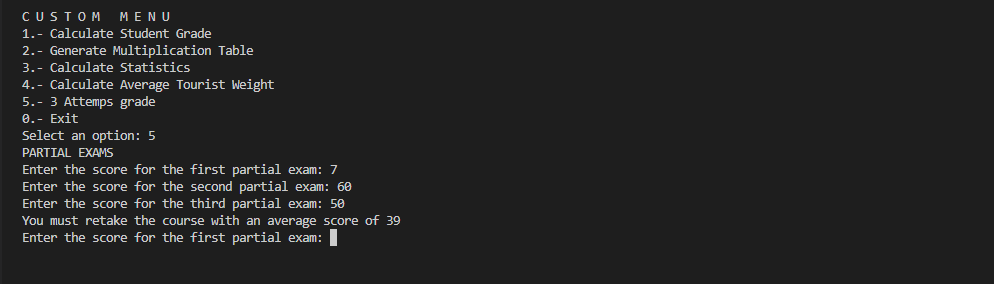 C U S T O M   M E N U
1.- Calculate Student Grade
2.- Generate Multiplication Table
3.- Calculate Statistics
4.- Calculate Average Tourist Weight
5.- 3 Attemps grade
0.- Exit
Select an option: 5
PARTIAL EXAMS
Enter the score for the first partial exam: 7
Enter the score for the second partial exam: 60
Enter the score for the third partial exam: 50
You must retake the course with an average score of 39
Enter the score for the first partial exam: